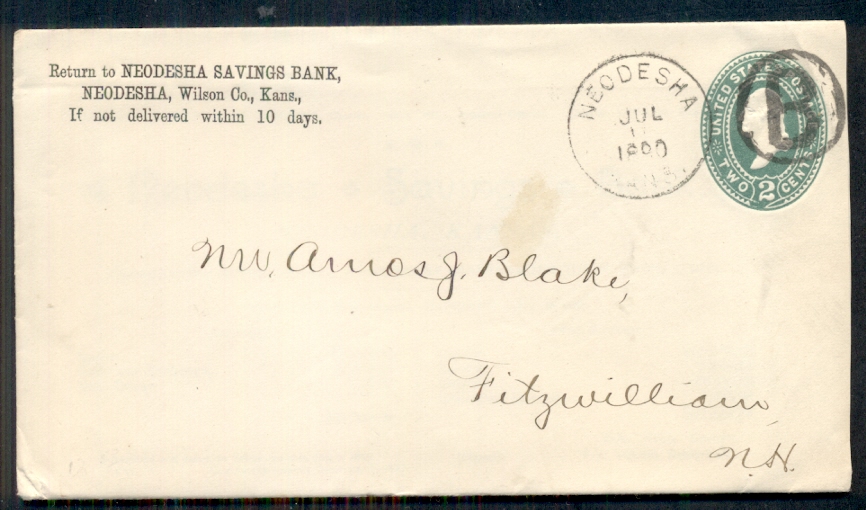 Return to NEODESHA SAVINGS BANK,
NEODESHA, Wilson Co., Kans.,
If not delivered within 10 days.
NEODESHA
JUL
1890
KANS.
UNITED STATES POSTAGE
TWO 2 CENTS
Amos J. Blake,
Fitzwilliam,
N.H.